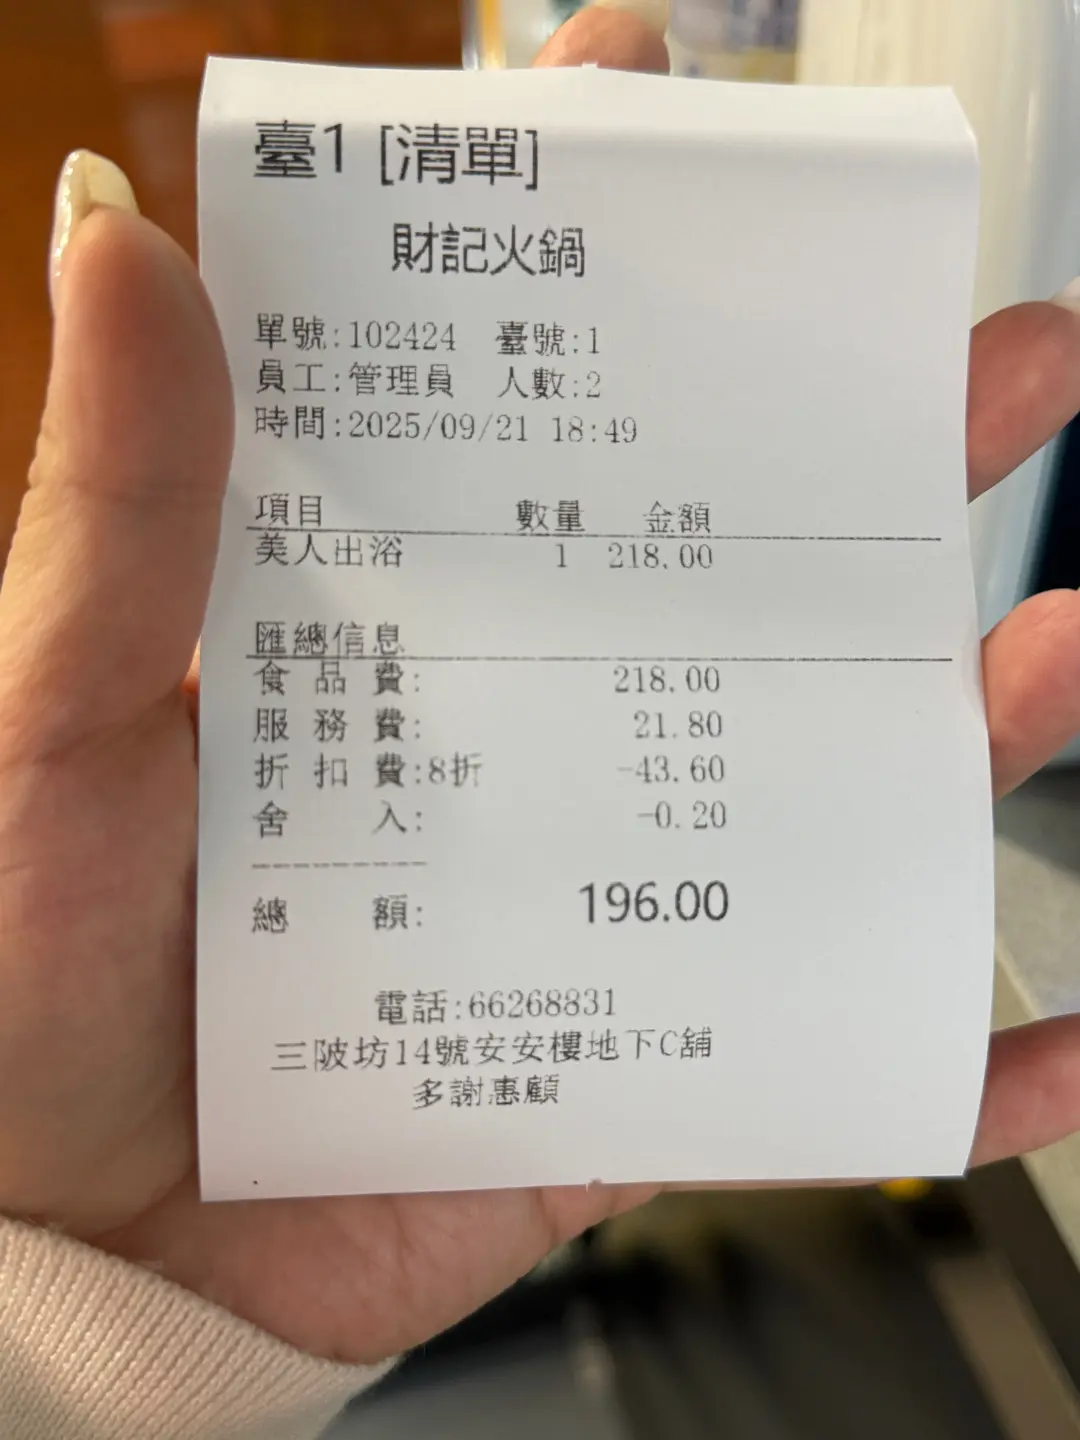 臺1 [清單]
財記火鍋
單號:102424 臺號:1
員工:管理員 人數:2
時間:2025/09/21 18:49
項目 數量 金額
美人出浴 1 218.00
匯總信息
食品費: 218.00
服務費: 21.80
折扣費:8折 -43.60
舍入: -0.20
------------
總額: 196.00
電話:66268831
三陂坊14號安安樓地下C舖
多謝惠顧